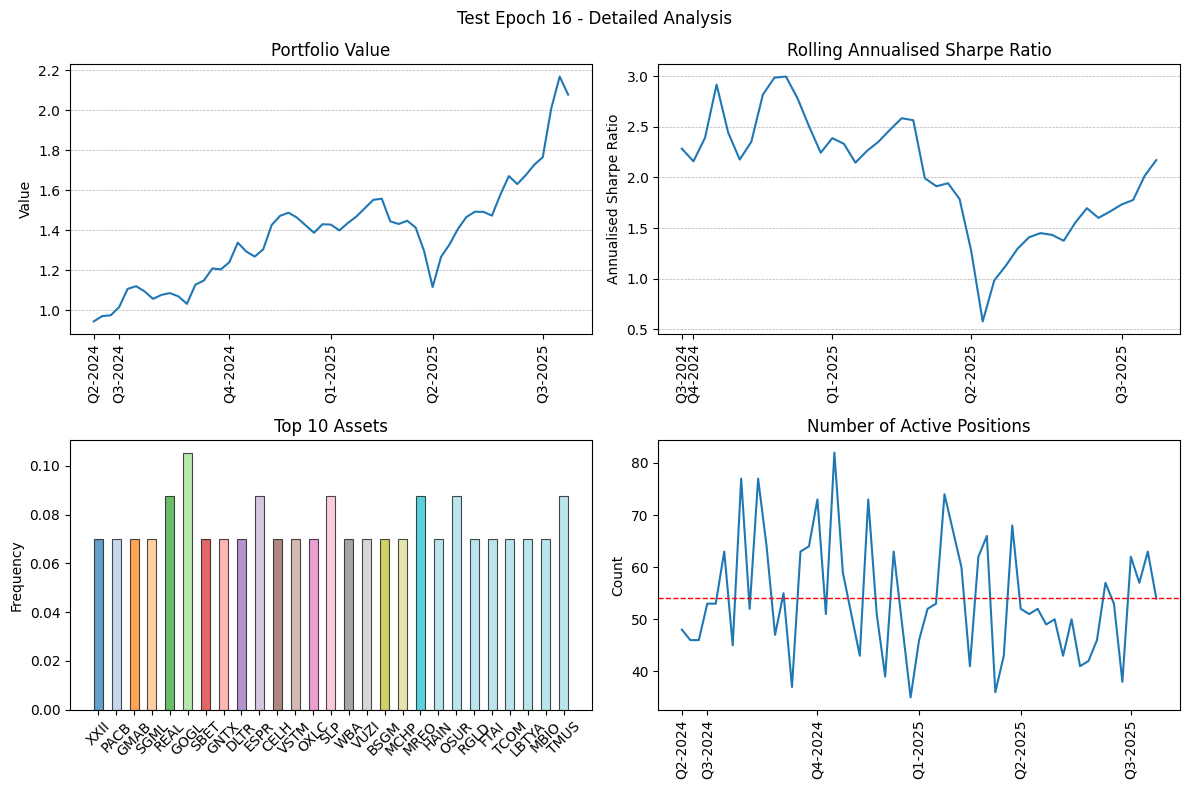 Test Epoch 16 - Detailed Analysis
Portfolio Value
Value
2.2
2.0
1.8
1.6
1.4
1.2
1.0
Q2-2024
Q3-2024
Q4-2024
Q1-2025
Q2-2025
Q3-2025
Rolling Annualised Sharpe Ratio
Annualised Sharpe Ratio
3.0
2.5
2.0
1.5
1.0
0.5
Q3-2024
Q4-2024
Q1-2025
Q2-2025
Q3-2025
Top 10 Assets
Frequency
0.10
0.08
0.06
0.04
0.02
0.00
XXII
PACB
GMAB
SGML
REAL
GOGL
SBET
GNTX
DLTR
ESPR
CELH
VSTM
OXLC
SLP
WBA
VUZI
BSGM
MCHP
MREO
HAIN
OSUR
RGLD
FTAI
TCOM
LBTYA
MBIO
TMUS
Number of Active Positions
Count
80
70
60
50
40
Q2-2024
Q3-2024
Q4-2024
Q1-2025
Q2-2025
Q3-2025